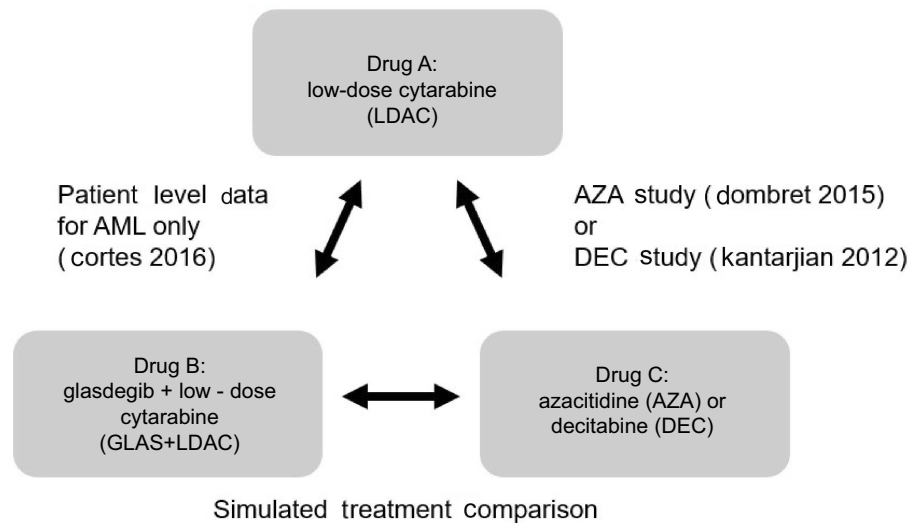 Drug A:
low-dose cytarabine
(LDAC)
Patient level data
for AML only
( cortes 2016)
AZA study ( dombret 2015)
or
DEC study ( kantarjian 2012)
Drug B:
glasdegib + low - dose
cytarabine
(GLAS+LDAC)
Drug C:
azacitidine (AZA) or
decitabine (DEC)
Simulated treatment comparison